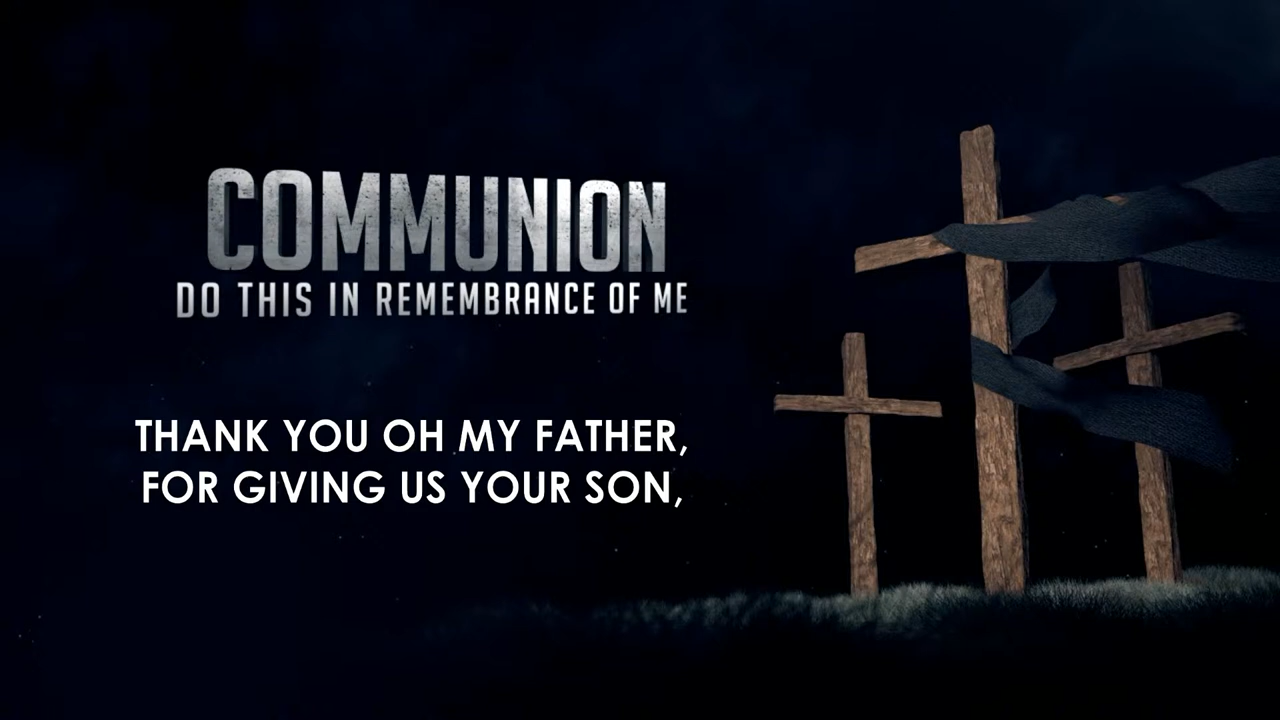 COMMUNION
DO THIS IN REMEMBRANCE OF ME
THANK YOU OH MY FATHER,
FOR GIVING US YOUR SON,